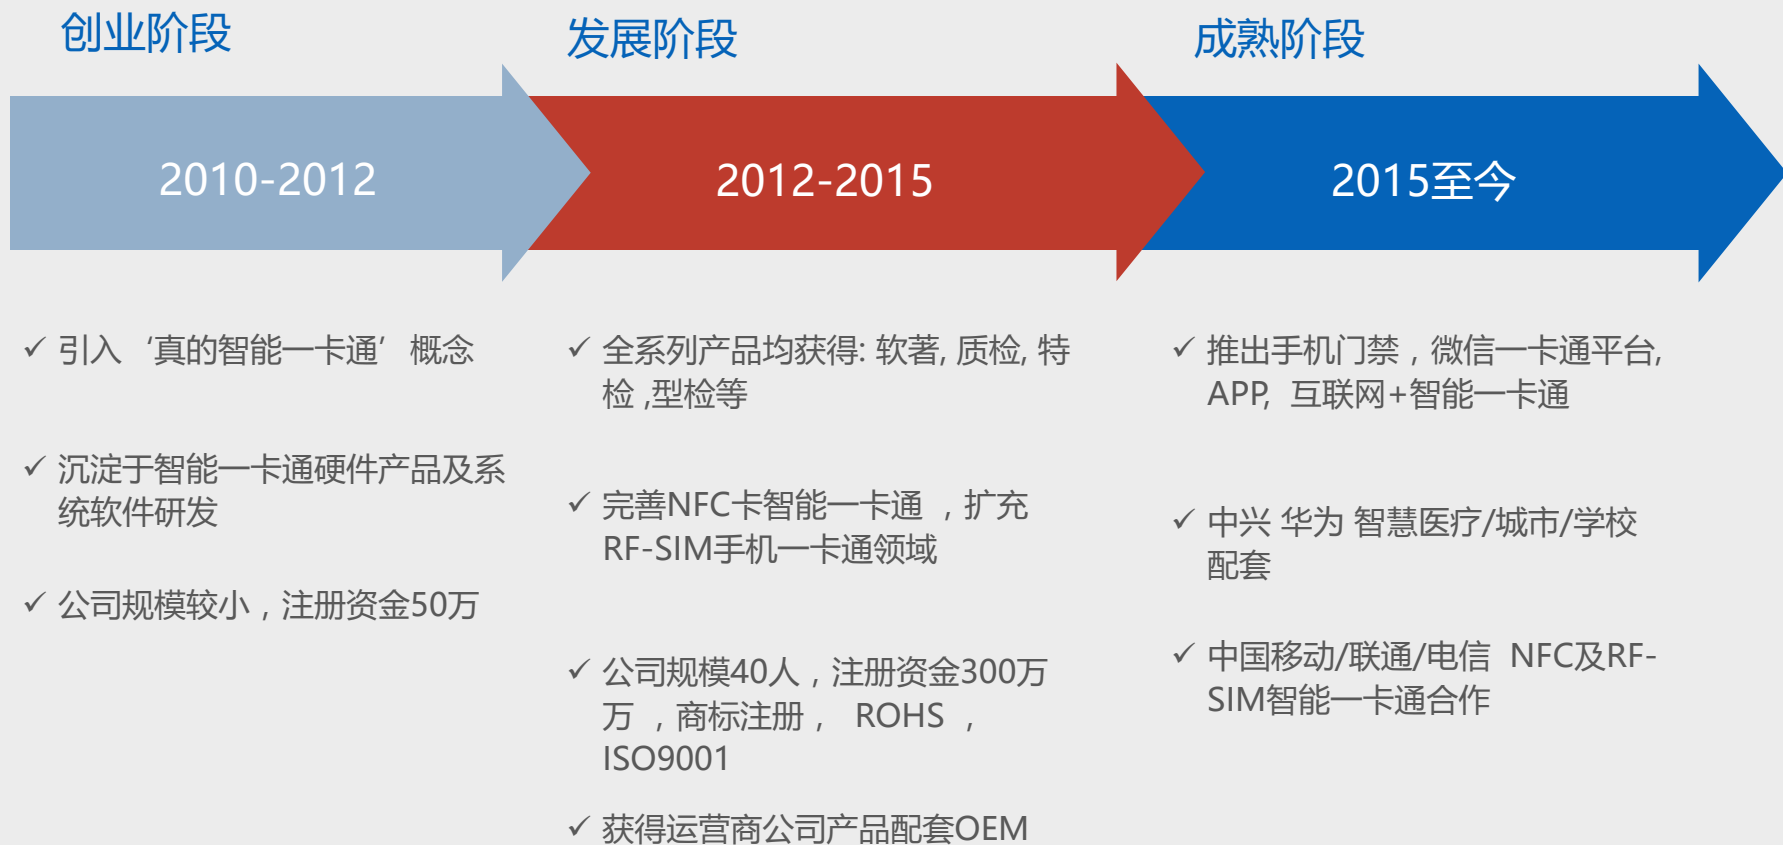 创业阶段
发展阶段
成熟阶段
2010-2012
2012-2015
2015至今
✓ 引入‘真的智能一卡通’概念
✓ 沉淀于智能一卡通硬件产品及系
统软件研发
✓ 公司规模较小，注册资金50万
✓ 全系列产品均获得: 软著, 质检, 特
检 ,型检等
✓ 完善NFC卡智能一卡通 ，扩充
RF-SIM手机一卡通领域
✓ 公司规模40人，注册资金300万
万 ，商标注册， ROHS ，
ISO9001
✓ 获得运营商公司产品配套OEM
✓ 推出手机门禁，微信一卡通平台,
APP, 互联网+智能一卡通
✓ 中兴 华为 智慧医疗/城市/学校
配套
✓ 中国移动/联通/电信 NFC及RF-
SIM智能一卡通合作